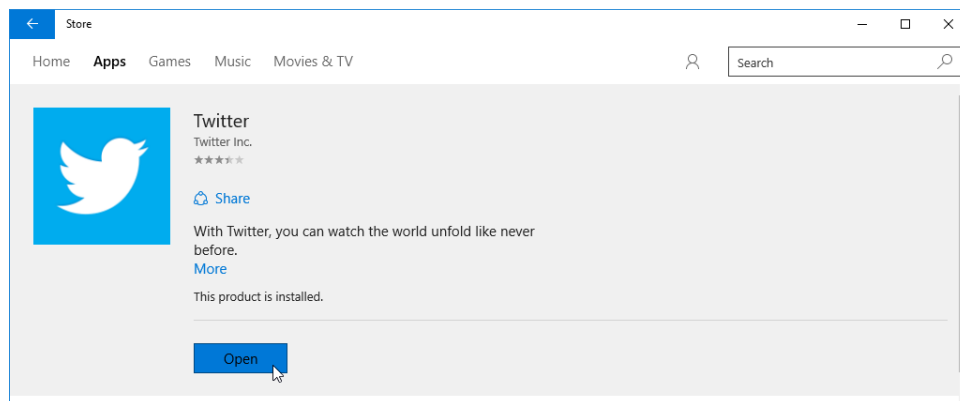 Store
Home Apps Games Music Movies & TV Search
Twitter
Twitter Inc.
Share
With Twitter, you can watch the world unfold like never
before.
More
This product is installed.
Open